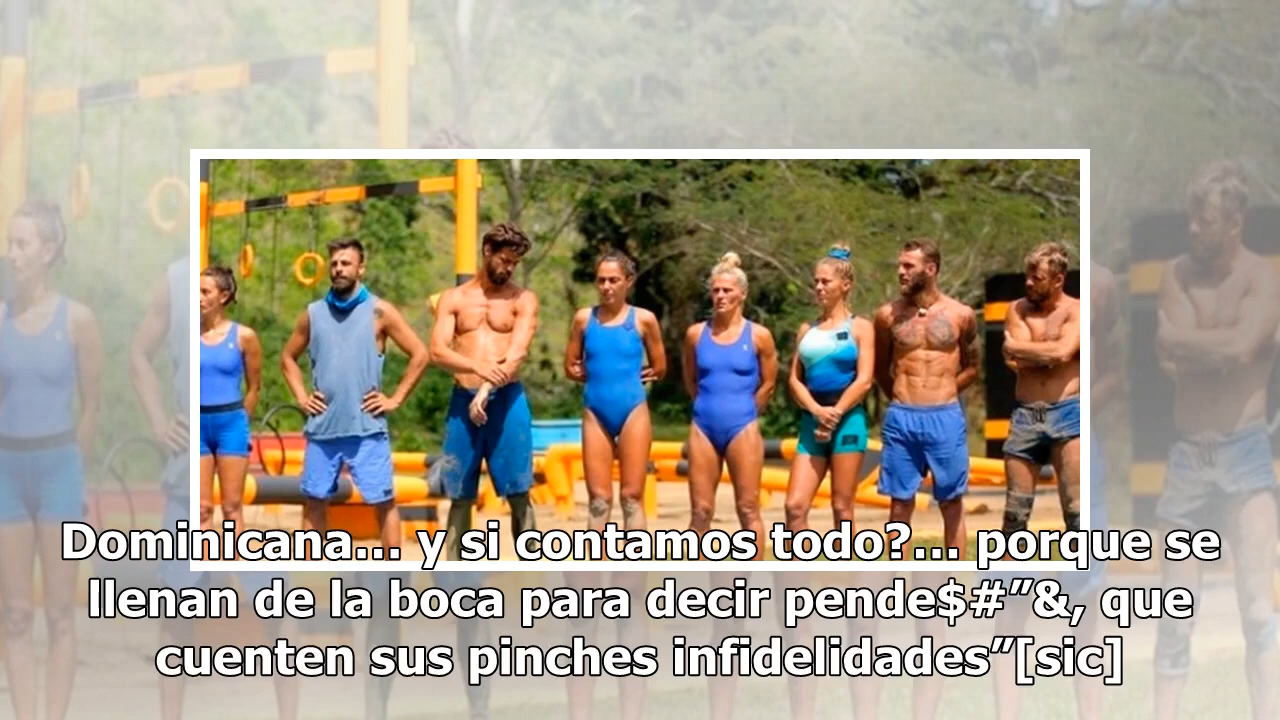 Dominicana... y si contamos todo?... porque se
llenan de la boca para decir pende$#”&, que
cuenten sus pinches infidelidades”[sic]